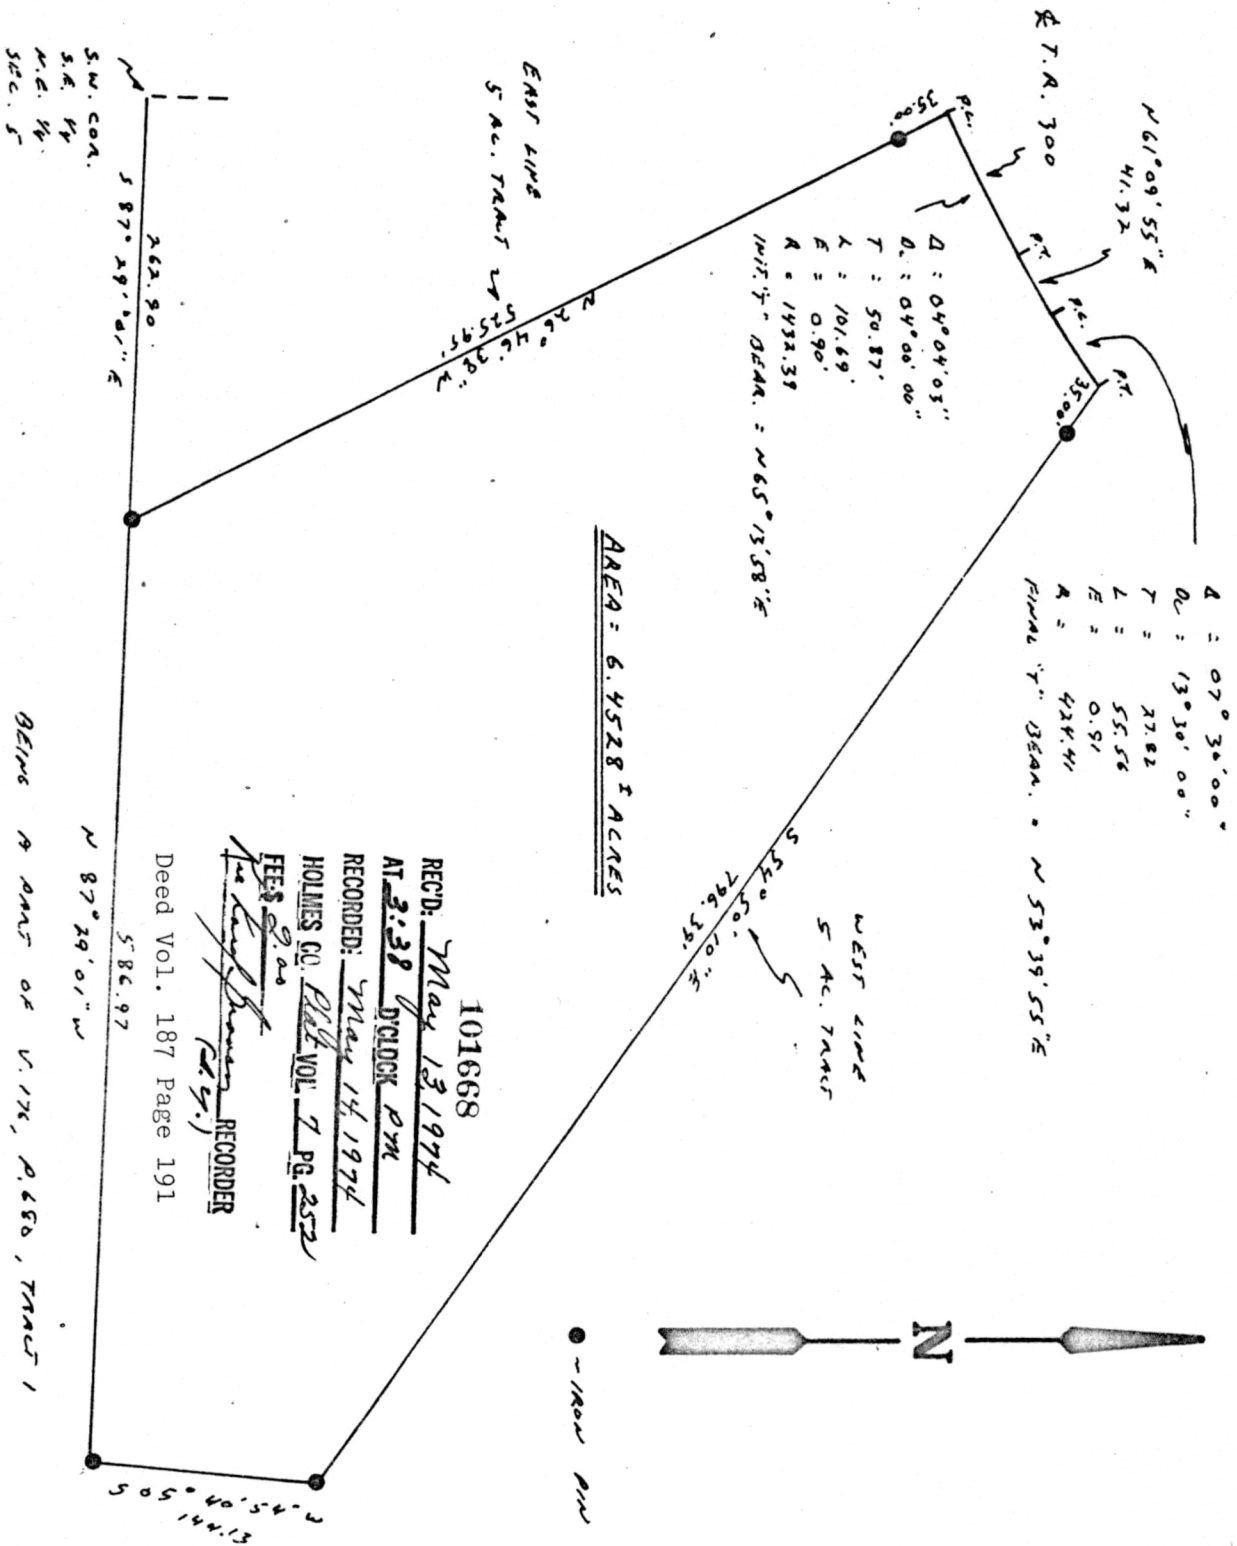 N 61° 09' 55" E
41.32
℄ T.R. 300
P.C.
P.T.
P.C.
P.T.
35.00'
35.00'
Δ = 07° 30' 00"
Dc = 13° 30' 00"
T = 27.82
L = 55.56
E = 0.91
R = 424.41
FINAL "T" BEAR. = N 53° 39' 55" E
Δ = 04° 04' 03"
Dc = 04° 00' 00"
T = 50.87'
L = 101.69'
E = 0.90'
R = 1432.39
INIT. "T" BEAR. = N 65° 13' 58" E
EAST LINE
5 AC. TRACT
N 26° 46' 38" W
525.95'
WEST LINE
5 AC. TRACT
S 54° 50' 10" E
796.39'
AREA = 6.4528 ± ACRES
N
● - IRON PIN
262.90
S 87° 29' 01" E
S.W. COR.
S.E. 1/4
N.E. 1/4
SEC. 5
101668
REC'D: May 13, 1974
AT 3:38 O'CLOCK PM
RECORDED: May 14, 1974
HOLMES CO. Plat VOL 7 PG. 252
FEES 2.00
RECORDER
Deed Vol. 187 Page 191
586.97
N 87° 29' 01" W
S 05° 40' 54" W
144.13
BEING A PART OF V. 176, P. 680, TRACT 1